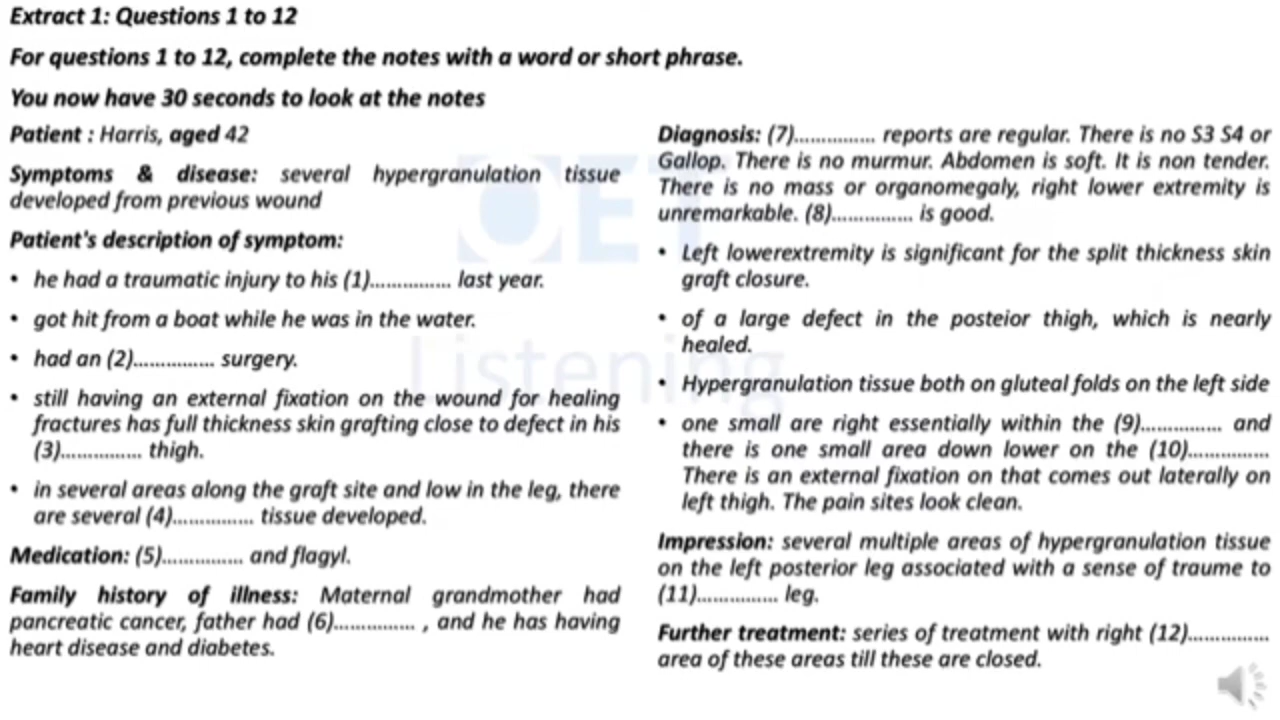 Extract 1: Questions 1 to 12
For questions 1 to 12, complete the notes with a word or short phrase.
You now have 30 seconds to look at the notes
Patient : Harris, aged 42
Symptoms & disease: several hypergranulation tissue
developed from previous wound
Patient's description of symptom:
• he had a traumatic injury to his (1)............... last year.
• got hit from a boat while he was in the water.
• had an (2)............... surgery.
• still having an external fixation on the wound for healing
fractures has full thickness skin grafting close to defect in his
(3)............... thigh.
• in several areas along the graft site and low in the leg, there
are several (4)............... tissue developed.
Medication: (5)............... and flagyl.
Family history of illness: Maternal grandmother had
pancreatic cancer, father had (6)............... , and he has having
heart disease and diabetes.
Diagnosis: (7)............... reports are regular. There is no S3 S4 or
Gallop. There is no murmur. Abdomen is soft. It is non tender.
There is no mass or organomegaly, right lower extremity is
unremarkable. (8)............... is good.
• Left lowerextremity is significant for the split thickness skin
graft closure.
• of a large defect in the posteior thigh, which is nearly
healed.
• Hypergranulation tissue both on gluteal folds on the left side
• one small are right essentially within the (9)............... and
there is one small area down lower on the (10)...............
There is an external fixation on that comes out laterally on
left thigh. The pain sites look clean.
Impression: several multiple areas of hypergranulation tissue
on the left posterior leg associated with a sense of traume to
(11)............... leg.
Further treatment: series of treatment with right (12)...............
area of these areas till these are closed.
OET
Listening